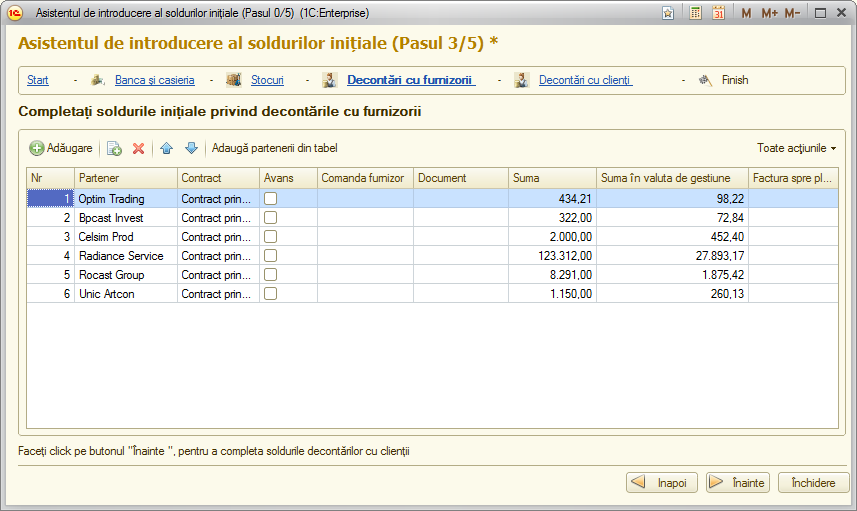 Asistentul de introducere al soldurilor inițiale (Pasul 0/5) (1C:Enterprise)
M M+ M-
Asistentul de introducere al soldurilor inițiale (Pasul 3/5) *
Start - Banca și casieria - Stocuri - Decontări cu furnizorii - Decontări cu clienți - Finish
Completați soldurile inițiale privind decontările cu furnizorii
Adăugare Adaugă partenerii din tabel Toate acțiunile
Nr Partener Contract Avans Comanda furnizor Document Suma Suma în valuta de gestiune Factura spre pl...
1 Optim Trading Contract prin... 434,21 98,22
2 Bpcast Invest Contract prin... 322,00 72,84
3 Celsim Prod Contract prin... 2.000,00 452,40
4 Radiance Service Contract prin... 123.312,00 27.893,17
5 Rocast Group Contract prin... 8.291,00 1.875,42
6 Unic Artcon Contract prin... 1.150,00 260,13
Faceți click pe butonul "Înainte ", pentru a completa soldurile decontărilor cu clienții
Inapoi Înainte Închidere